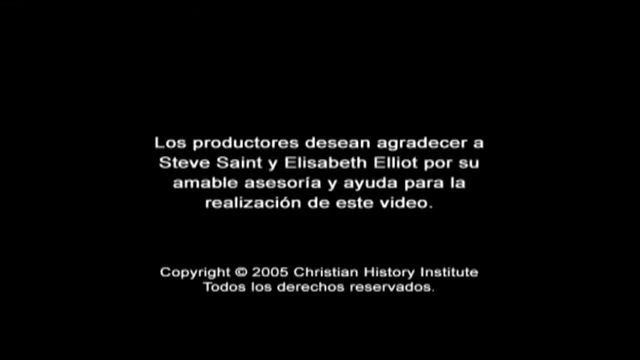 Los productores desean agradecer a
Steve Saint y Elisabeth Elliot por su
amable asesoría y ayuda para la
realización de este video.
Copyright © 2005 Christian History Institute
Todos los derechos reservados.